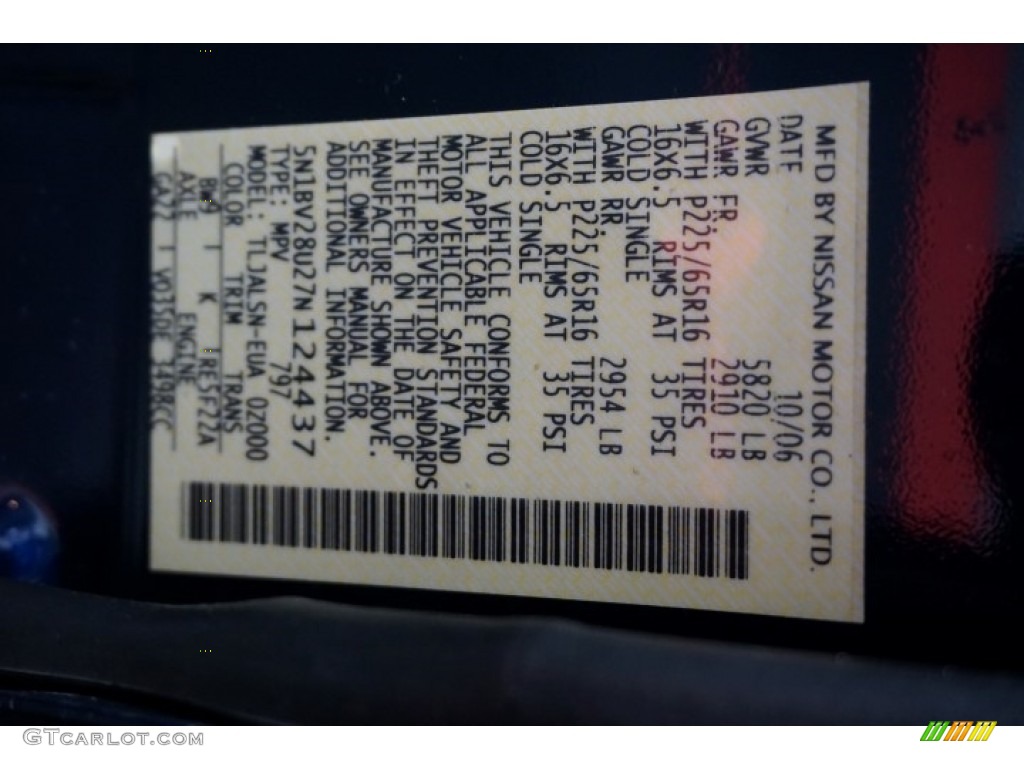 MFD BY NISSAN MOTOR CO., LTD.
DATE 10/06
GVWR 5820 LB
GAWR FR. 2910 LB
WITH P225/65R16 TIRES
16X6.5 RIMS AT 35 PSI
COLD SINGLE
GAWR RR. 2954 LB
WITH P225/65R16 TIRES
16X6.5 RIMS AT 35 PSI
COLD SINGLE
THIS VEHICLE CONFORMS TO
ALL APPLICABLE FEDERAL
MOTOR VEHICLE SAFETY AND
THEFT PREVENTION STANDARDS
IN EFFECT ON THE DATE OF
MANUFACTURE SHOWN ABOVE.
SEE OWNERS MANUAL FOR
ADDITIONAL INFORMATION.
5N1BV28U27N124437
TYPE: MPV 797
MODEL: TLJALSN-EUA 0Z000
COLOR TRIM TRANS
BW9 K RE5F22A
AXLE ENGINE
GA22 VQ35DE 3498CC
GTCARLOT.COM